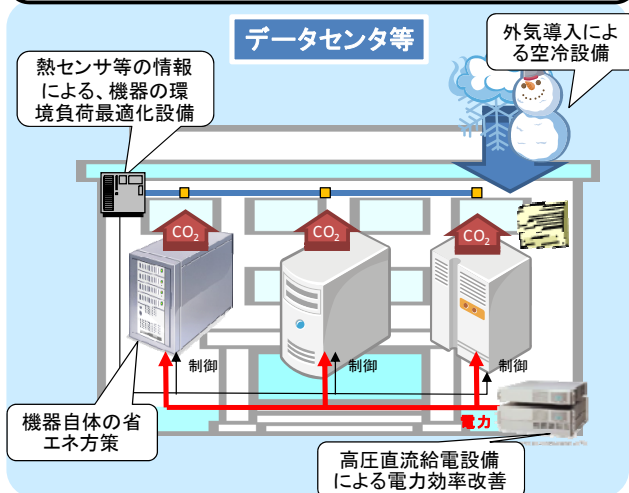 データセンタ等
外気導入によ
る空冷設備
熱センサ等の情報
による、機器の環
境負荷最適化設備
CO₂
CO₂
CO₂
制御
制御
制御
電力
機器自体の省
エネ方策
高圧直流給電設備
による電力効率改善